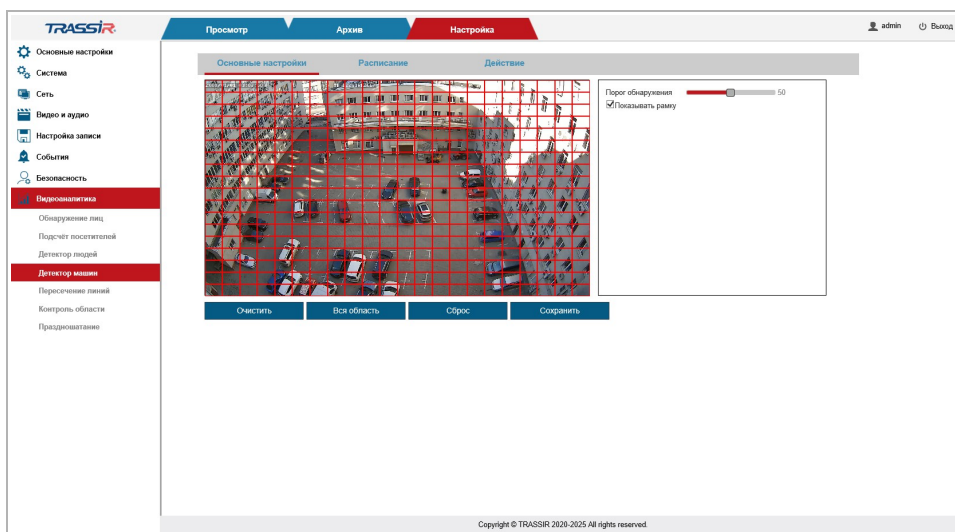 TRASSIR
Просмотр
Архив
Настройка
admin
Выход
Основные настройки
Система
Сеть
Видео и аудио
Настройка записи
События
Безопасность
Видеоаналитика
Обнаружение лиц
Подсчёт посетителей
Детектор людей
Детектор машин
Пересечение линий
Контроль области
Праздношатание
Основные настройки
Расписание
Действие
Порог обнаружения
50
Показывать рамку
Очистить
Вся область
Сброс
Сохранить
Copyright © TRASSIR 2020-2025 All rights reserved.